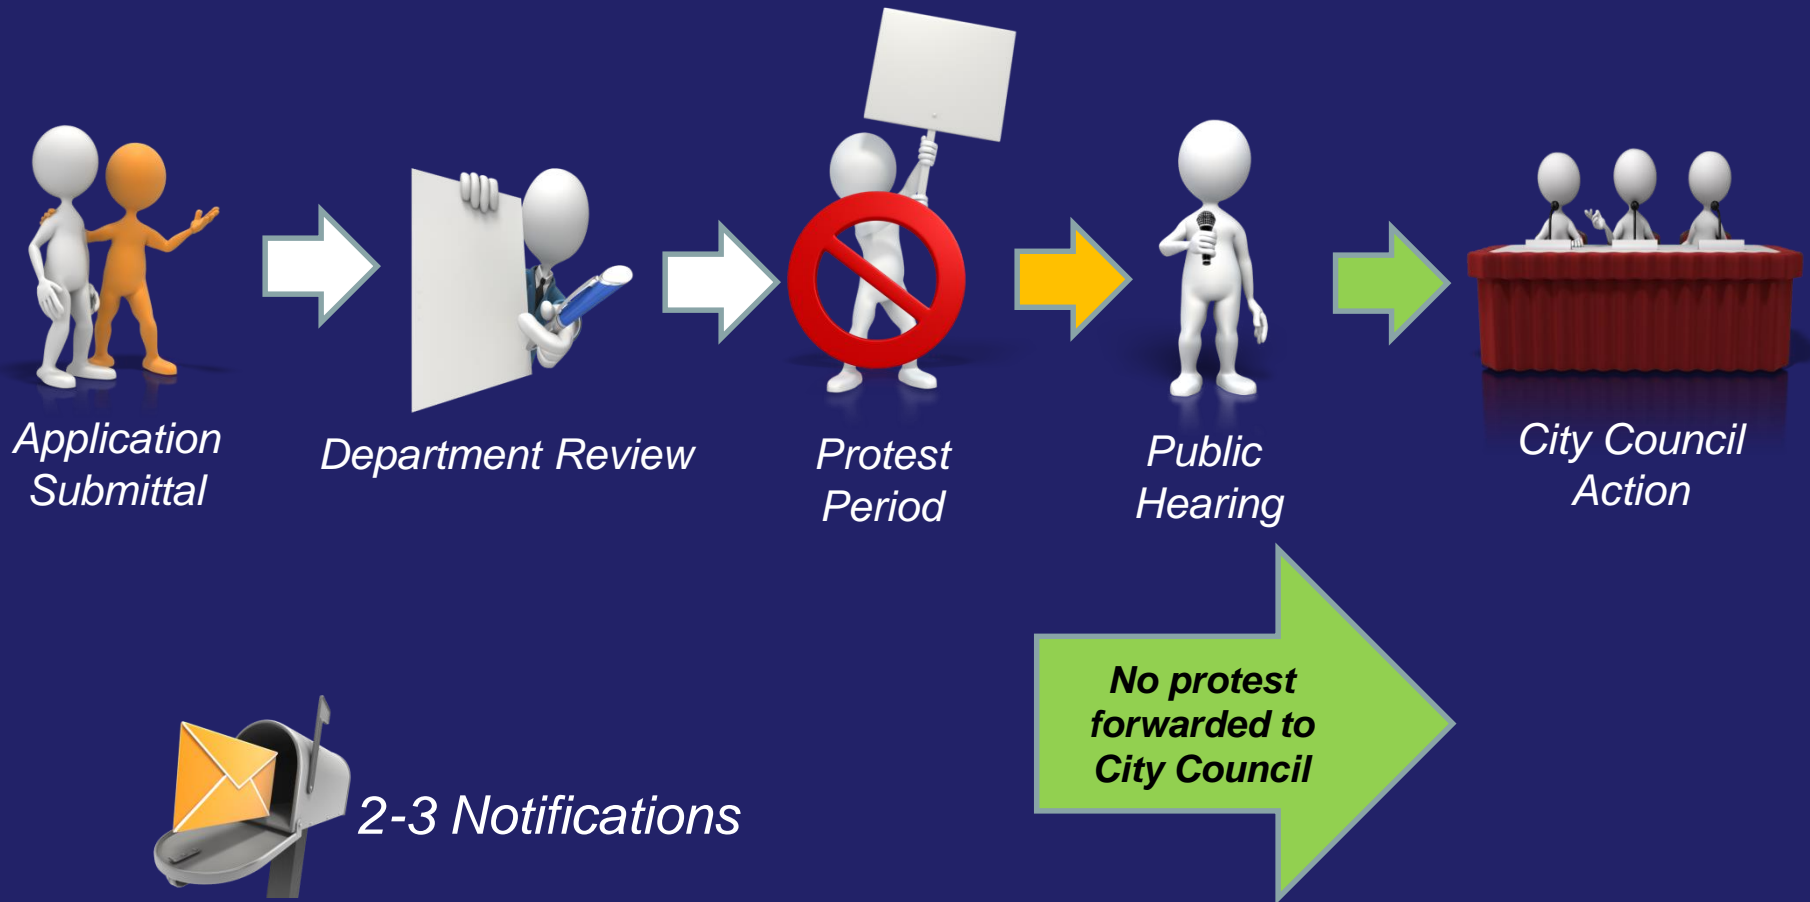 Application
Submittal
Department Review
Protest
Period
Public
Hearing
City Council
Action
No protest
forwarded to
City Council
2-3 Notifications